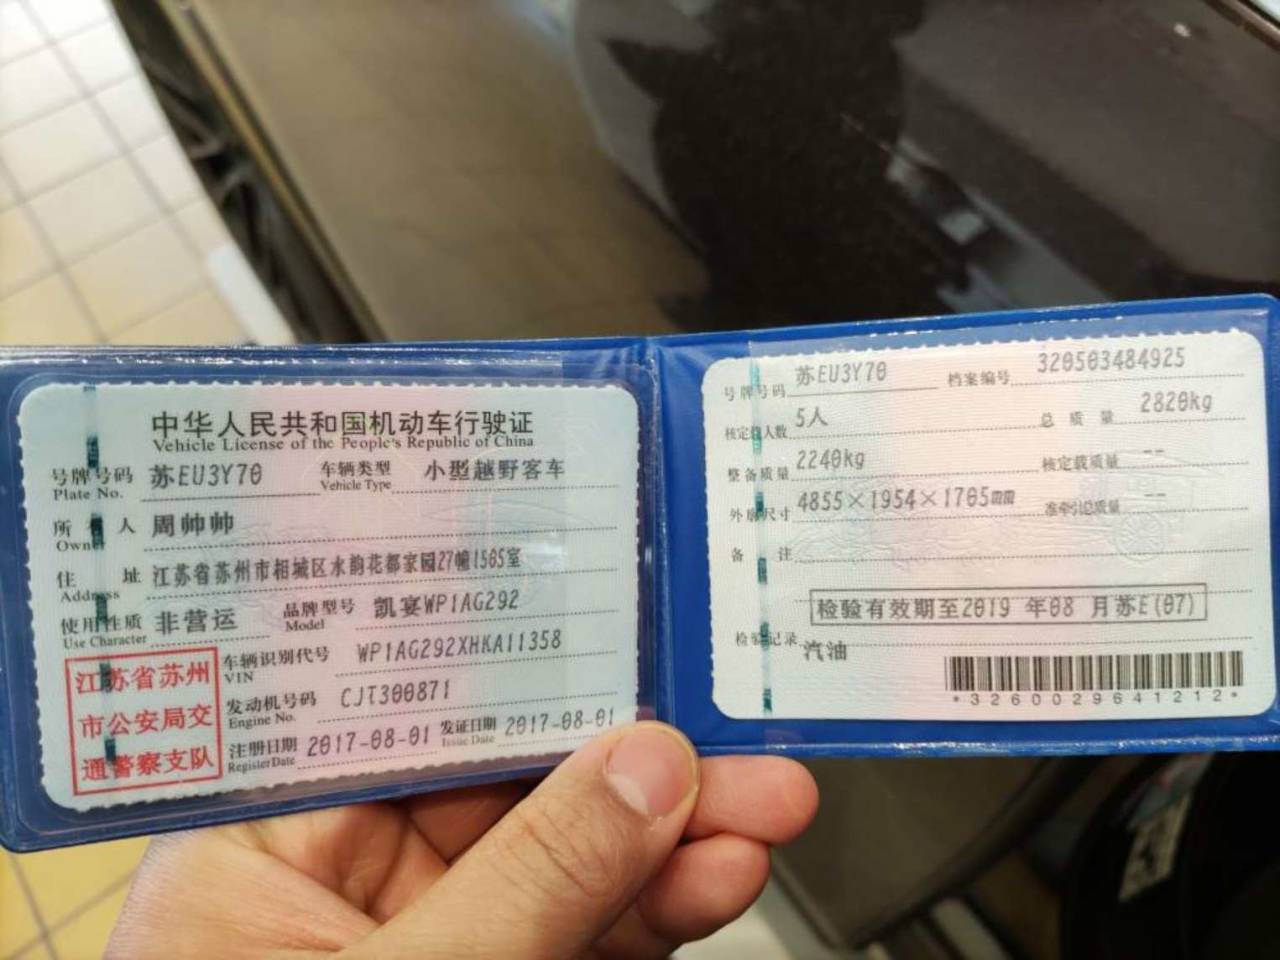 中华人民共和国机动车行驶证
Vehicle License of the People's Republic of China
号牌号码 苏EU3Y70 车辆类型 小型越野客车
Plate No. Vehicle Type
所有人 周帅帅
Owner
住址 江苏省苏州市相城区水韵花都家园27幢1505室
Address
使用性质 非营运 品牌型号 凯宴WP1AG292
Use Character Model
车辆识别代号 WP1AG292XHKA11358
VIN
发动机号码 CJT300871
Engine No.
注册日期 2017-08-01 发证日期 2017-08-01
Register Date Issue Date
江苏省苏州
市公安局交
通警察支队
号牌号码 苏EU3Y70 档案编号 320503484925
核定载人数 5人 总质量 2820kg
整备质量 2240kg 核定载质量 --
外廓尺寸 4855×1954×1705mm 准牵引总质量 --
备注
检验有效期至2019 年08 月苏E(07)
检验记录
汽油
*3260029641212*